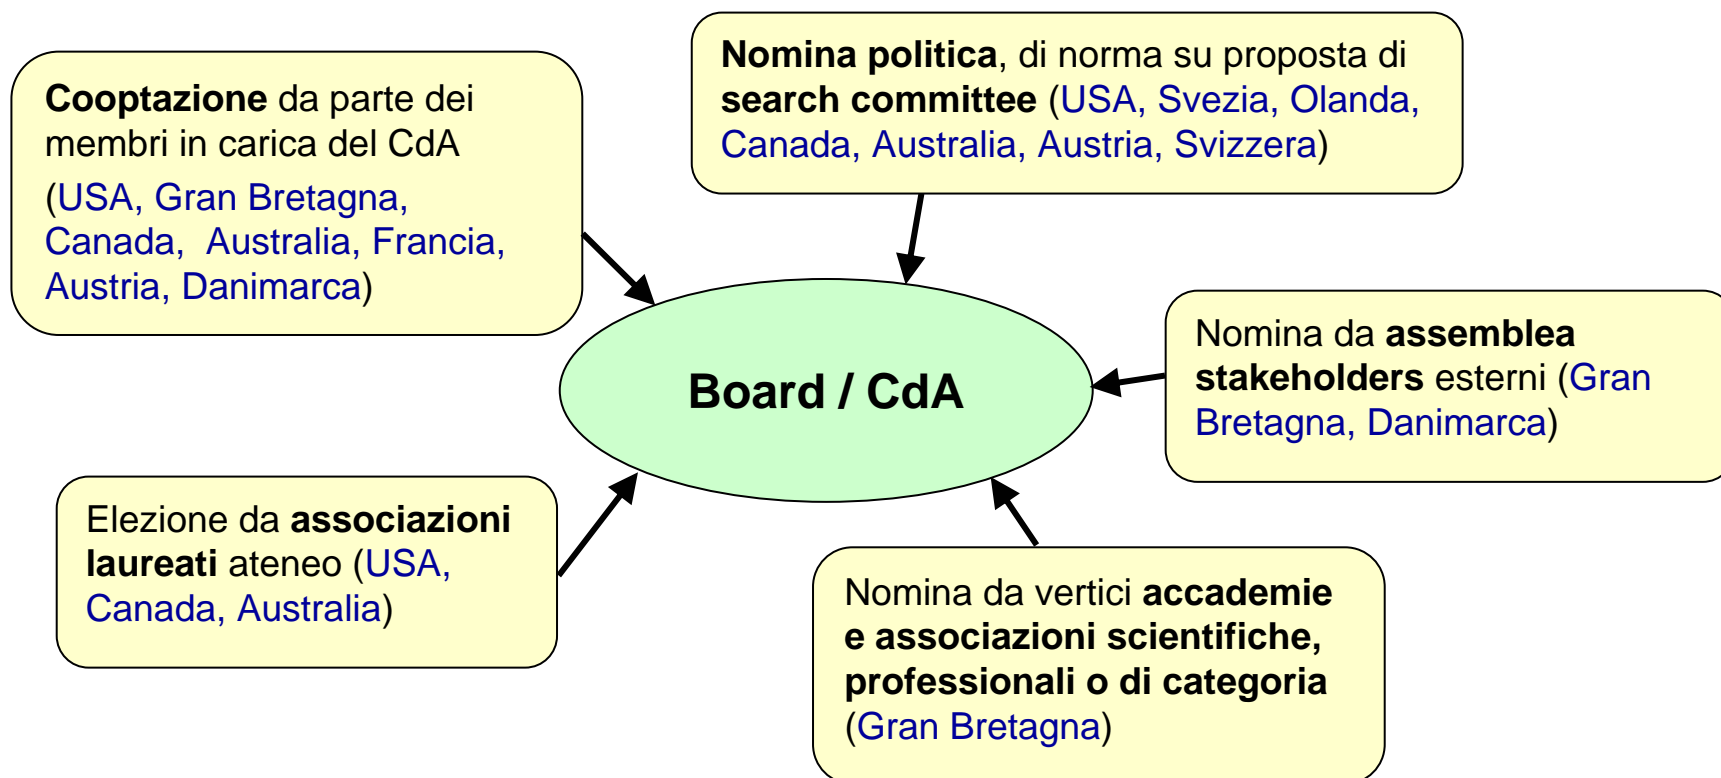 Cooptazione da parte dei
membri in carica del CdA
(USA, Gran Bretagna,
Canada,  Australia, Francia,
Austria, Danimarca)
Nomina politica, di norma su proposta di
search committee (USA, Svezia, Olanda,
Canada, Australia, Austria, Svizzera)
Board / CdA
Nomina da assemblea
stakeholders esterni (Gran
Bretagna, Danimarca)
Elezione da associazioni
laureati ateneo (USA,
Canada, Australia)
Nomina da vertici accademie
e associazioni scientifiche,
professionali o di categoria
(Gran Bretagna)